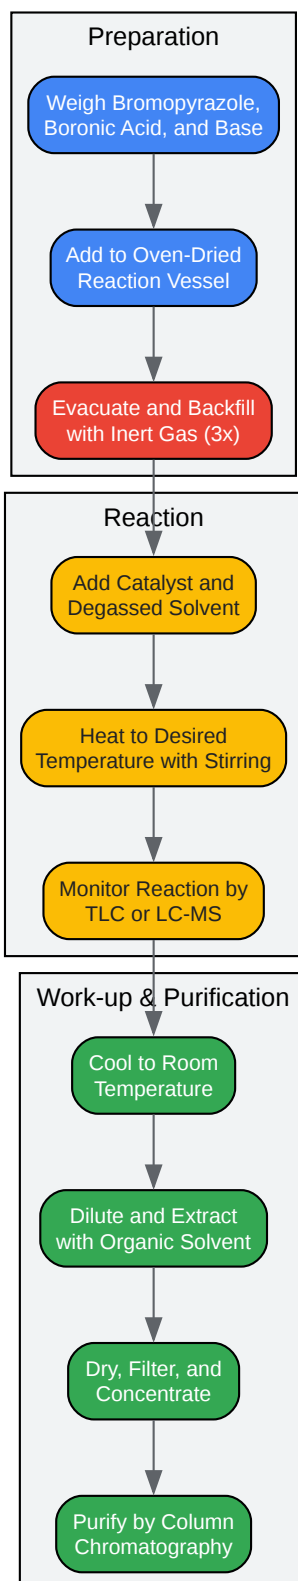 Preparation
Weigh Bromopyrazole,
Boronic Acid, and Base
Add to Oven-Dried
Reaction Vessel
Evacuate and Backfill
with Inert Gas (3x)
Reaction
Add Catalyst and
Degassed Solvent
Heat to Desired
Temperature with Stirring
Monitor Reaction by
TLC or LC-MS
Work-up & Purification
Cool to Room
Temperature
Dilute and Extract
with Organic Solvent
Dry, Filter, and
Concentrate
Purify by Column
Chromatography